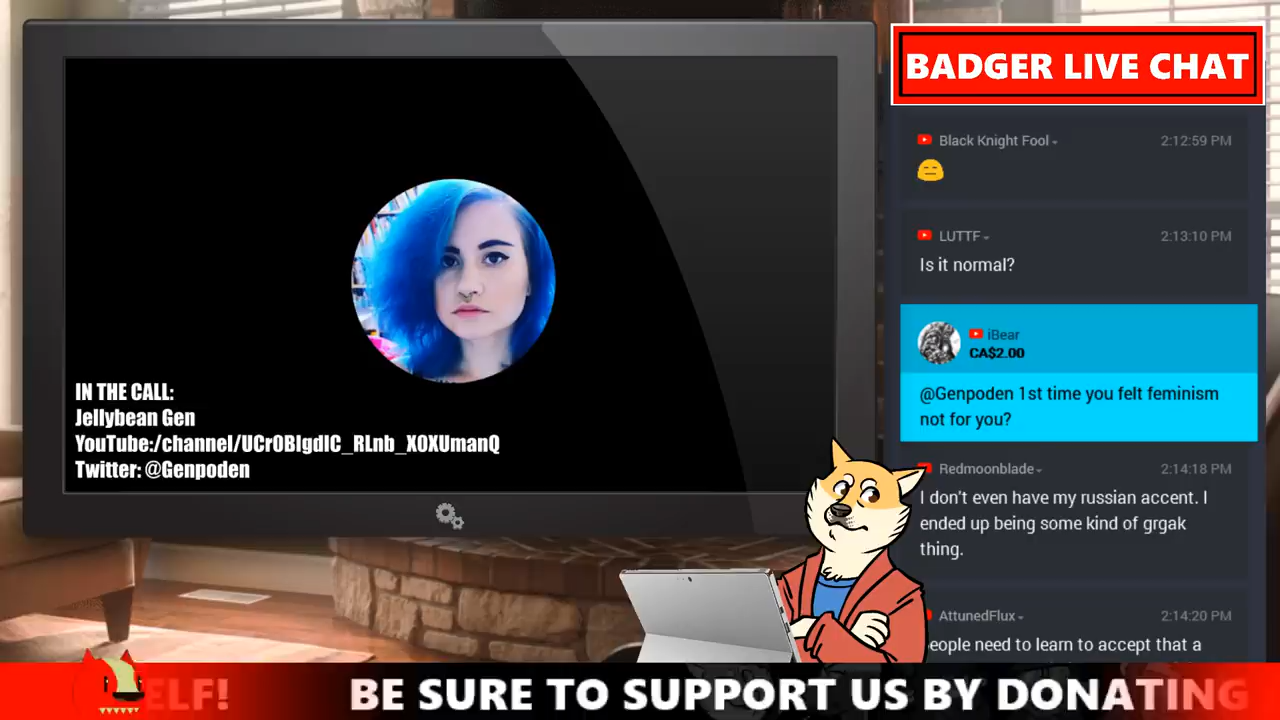 BADGER LIVE CHAT
Black Knight Fool
2:12:59 PM
LUTTF
2:13:10 PM
Is it normal?
iBear
CA$2.00
@Genpoden 1st time you felt feminism
not for you?
Redmoonblade
2:14:18 PM
I don't even have my russian accent. I
ended up being some kind of grgak
thing.
AttunedFlux
2:14:20 PM
people need to learn to accept that a
IN THE CALL:
Jellybean Gen
YouTube:/channel/UCrOBIgdIC_RLnb_XOXUmanQ
Twitter: @Genpoden
ELF! BE SURE TO SUPPORT US BY DONATING